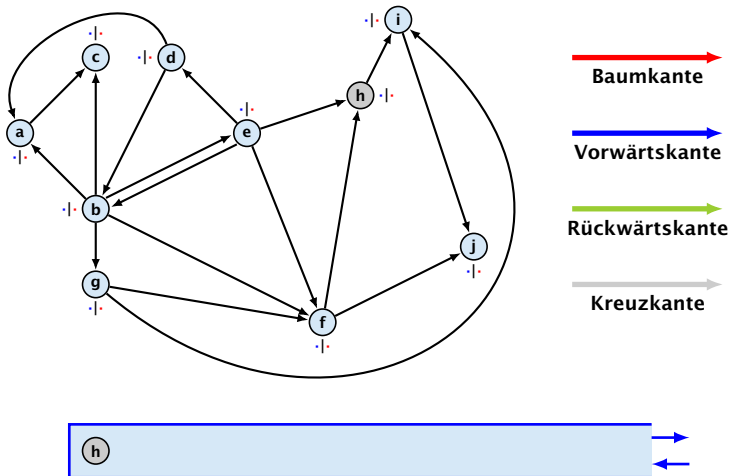 i
c
d
h
a
e
b
g
f
j
·|·
·|·
·|·
·|·
·|·
·|·
·|·
·|·
·|·
·|·
Baumkante
Vorwärtskante
Rückwärtskante
Kreuzkante
h